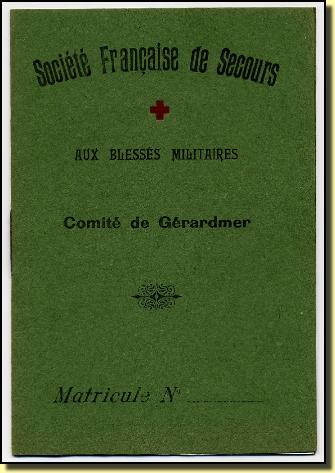 Société Française de Secours
AUX BLESSÉS MILITAIRES
Comité de Gérardmer
Matricule N° ..............